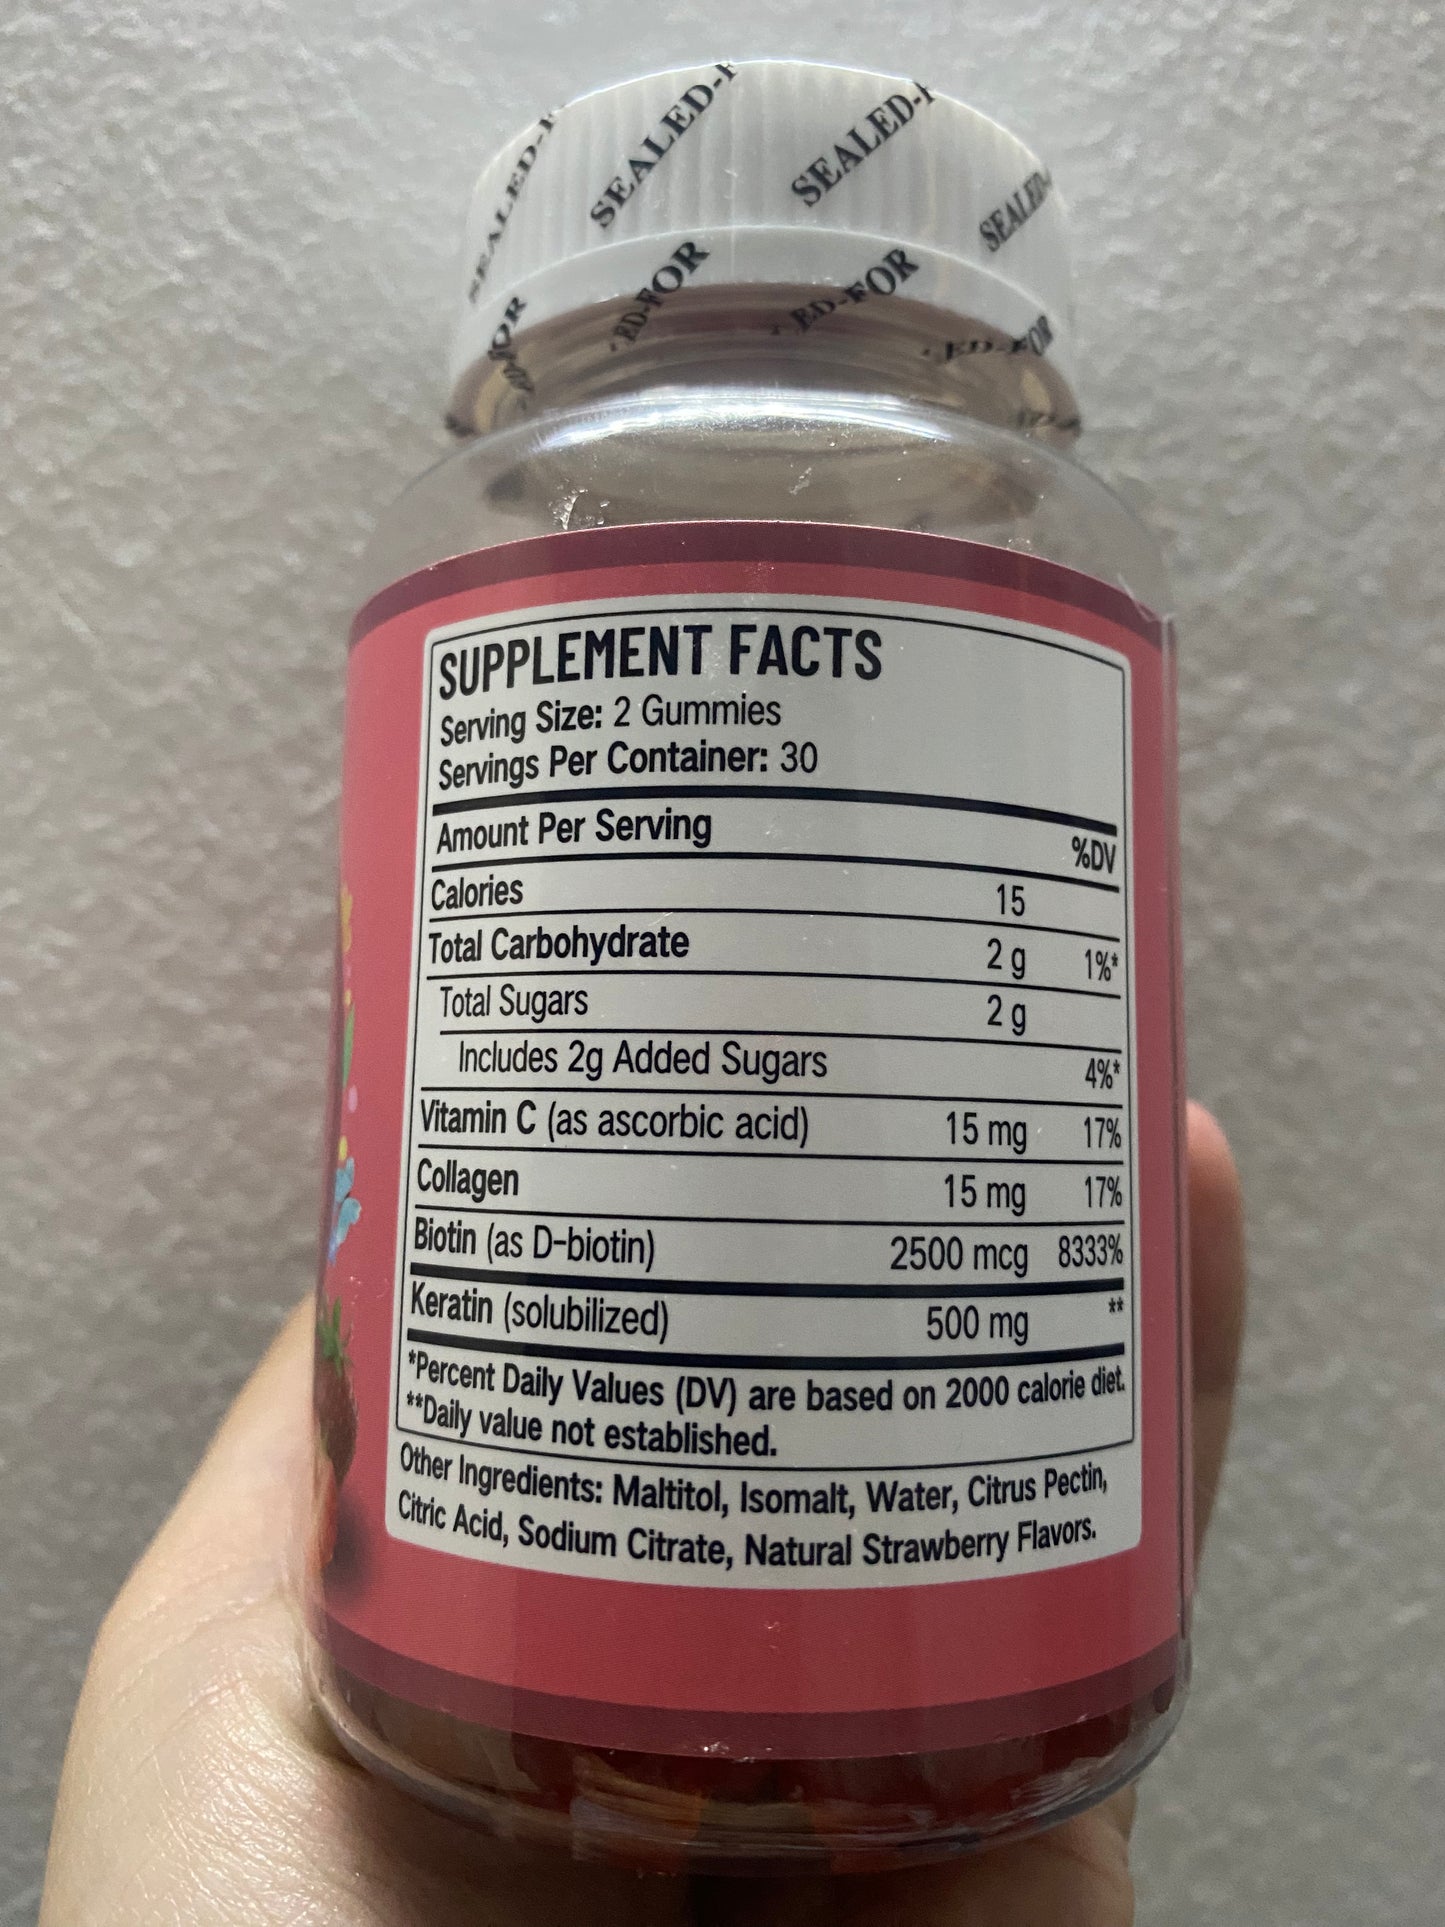 SEALED-F SEALED-F SEALED-F SEALED-
ED-FOR ED-FOR ED-FOR
SUPPLEMENT FACTS
Serving Size: 2 Gummies
Servings Per Container: 30
Amount Per Serving %DV
Calories 15
Total Carbohydrate 2 g 1%*
Total Sugars 2 g
Includes 2g Added Sugars 4%*
Vitamin C (as ascorbic acid) 15 mg 17%
Collagen 15 mg 17%
Biotin (as D-biotin) 2500 mcg 8333%
Keratin (solubilized) 500 mg **
*Percent Daily Values (DV) are based on 2000 calorie diet.
**Daily value not established.
Other Ingredients: Maltitol, Isomalt, Water, Citrus Pectin,
Citric Acid, Sodium Citrate, Natural Strawberry Flavors.